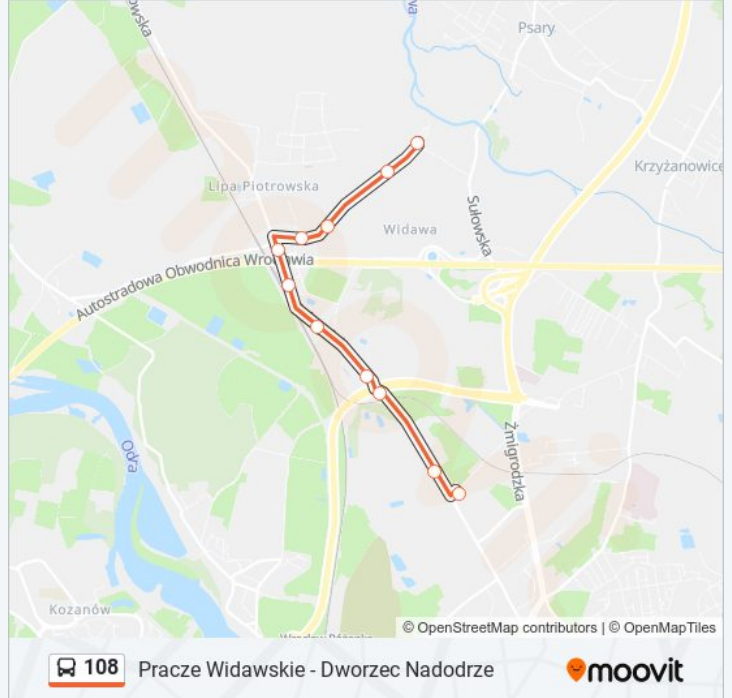 Psary
Krzyżanowice
Lipa Piotrowska
Sułowska
Widawa
Autostradowa Obwodnica Wrocławia
Odra
Żmigrodzka
Kozanów
© OpenStreetMap contributors | © OpenMapTiles
108 Pracze Widawskie - Dworzec Nadodrze moovit